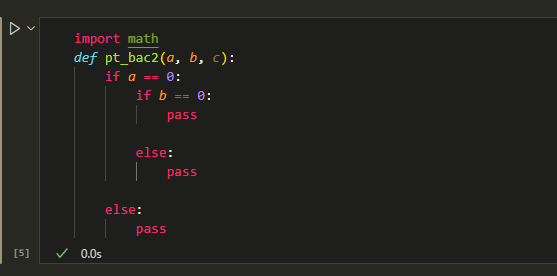 import math
def pt_bac2(a, b, c):
    if a == 0:
        if b == 0:
            pass

        else:
            pass

    else:
        pass
[5]
0.0s